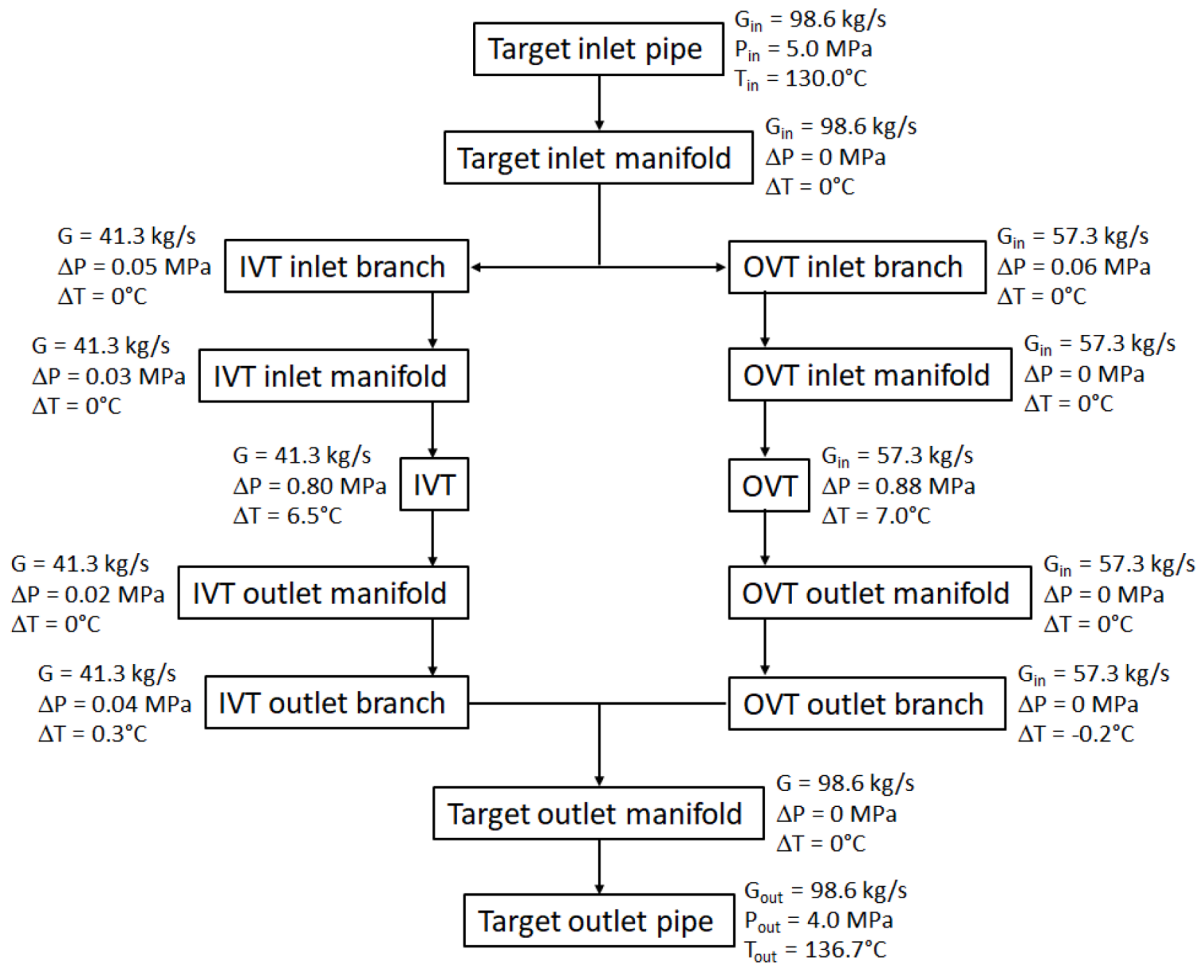 Target inlet pipe
G_in = 98.6 kg/s
P_in = 5.0 MPa
T_in = 130.0°C
Target inlet manifold
G_in = 98.6 kg/s
ΔP = 0 MPa
ΔT = 0°C
G = 41.3 kg/s
ΔP = 0.05 MPa
ΔT = 0°C
IVT inlet branch
OVT inlet branch
G_in = 57.3 kg/s
ΔP = 0.06 MPa
ΔT = 0°C
G = 41.3 kg/s
ΔP = 0.03 MPa
ΔT = 0°C
IVT inlet manifold
OVT inlet manifold
G_in = 57.3 kg/s
ΔP = 0 MPa
ΔT = 0°C
G = 41.3 kg/s
ΔP = 0.80 MPa
ΔT = 6.5°C
IVT
OVT
G_in = 57.3 kg/s
ΔP = 0.88 MPa
ΔT = 7.0°C
G = 41.3 kg/s
ΔP = 0.02 MPa
ΔT = 0°C
IVT outlet manifold
OVT outlet manifold
G_in = 57.3 kg/s
ΔP = 0 MPa
ΔT = 0°C
G = 41.3 kg/s
ΔP = 0.04 MPa
ΔT = 0.3°C
IVT outlet branch
OVT outlet branch
G_in = 57.3 kg/s
ΔP = 0 MPa
ΔT = -0.2°C
Target outlet manifold
G = 98.6 kg/s
ΔP = 0 MPa
ΔT = 0°C
Target outlet pipe
G_out = 98.6 kg/s
P_out = 4.0 MPa
T_out = 136.7°C